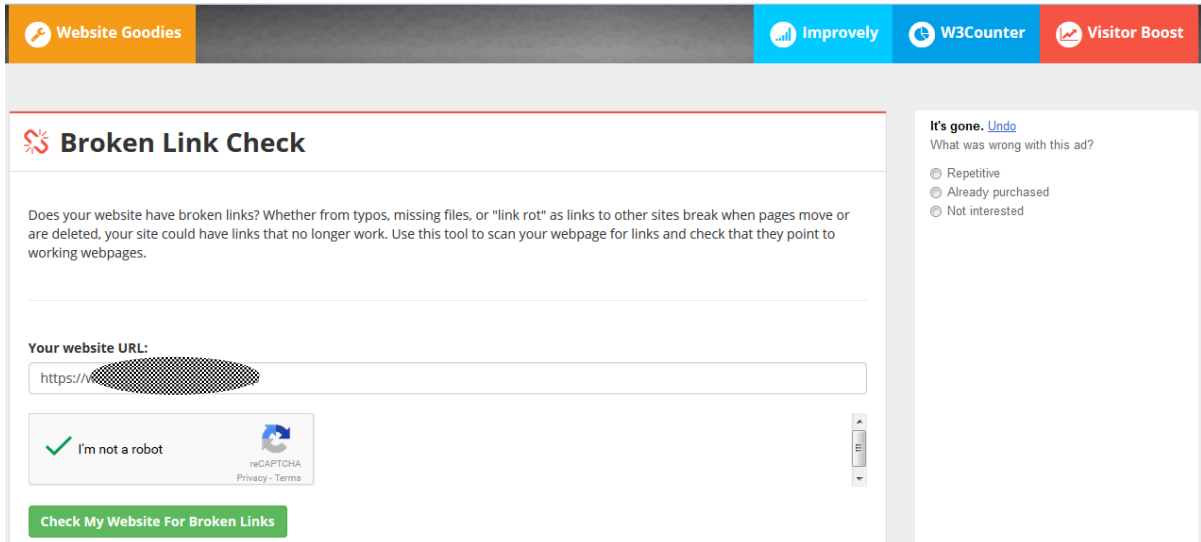 Website Goodies
Improvely
W3Counter
Visitor Boost
Broken Link Check
Does your website have broken links? Whether from typos, missing files, or "link rot" as links to other sites break when pages move or
are deleted, your site could have links that no longer work. Use this tool to scan your webpage for links and check that they point to
working webpages.
Your website URL:
https://w
I'm not a robot
reCAPTCHA
Privacy - Terms
Check My Website For Broken Links
It's gone. Undo
What was wrong with this ad?
Repetitive
Already purchased
Not interested